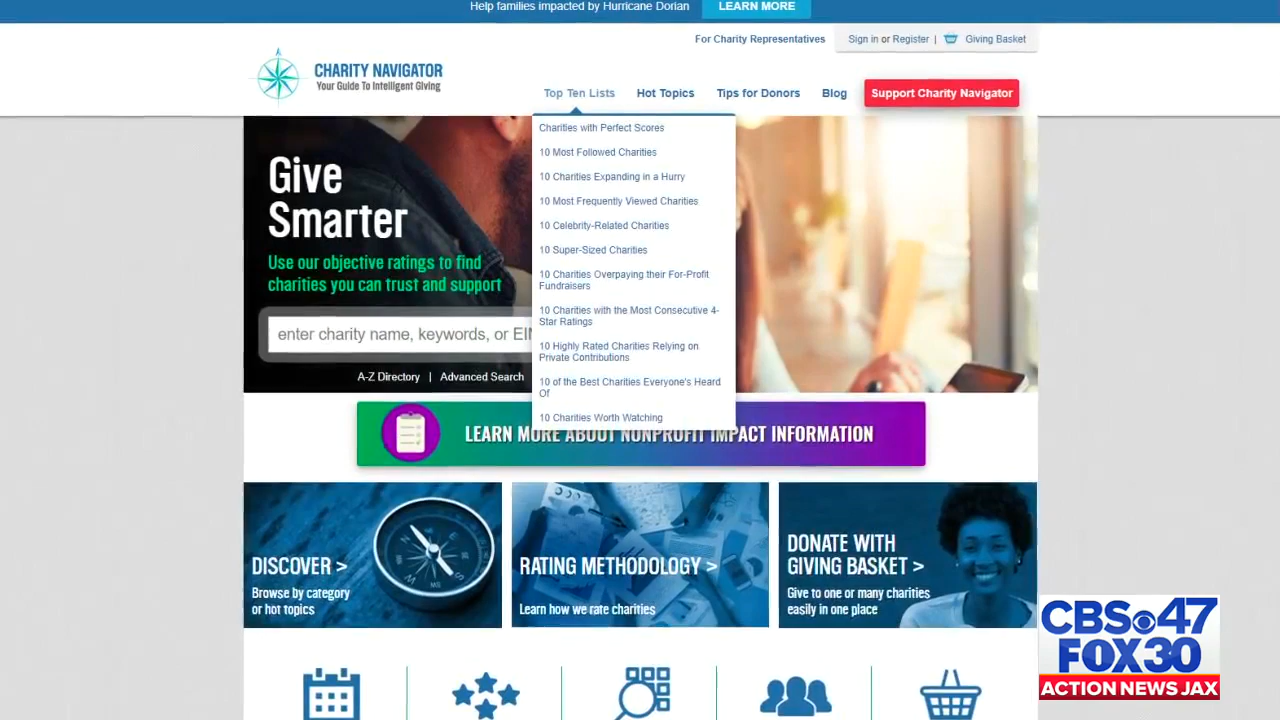 Help families impacted by Hurricane Dorian LEARN MORE
For Charity Representatives Sign in or Register | Giving Basket
CHARITY NAVIGATOR
Your Guide To Intelligent Giving
Top Ten Lists Hot Topics Tips for Donors Blog Support Charity Navigator
Charities with Perfect Scores
10 Most Followed Charities
10 Charities Expanding in a Hurry
10 Most Frequently Viewed Charities
10 Celebrity-Related Charities
10 Super-Sized Charities
10 Charities Overpaying their For-Profit
Fundraisers
10 Charities with the Most Consecutive 4-
Star Ratings
10 Highly Rated Charities Relying on
Private Contributions
10 of the Best Charities Everyone's Heard
Of
10 Charities Worth Watching
Give
Smarter
Use our objective ratings to find
charities you can trust and support
enter charity name, keywords, or EIN
A-Z Directory | Advanced Search
LEARN MORE ABOUT NONPROFIT IMPACT INFORMATION
DISCOVER >
Browse by category
or hot topics
RATING METHODOLOGY >
Learn how we rate charities
DONATE WITH
GIVING BASKET >
Give to one or many charities
easily in one place
CBS 47
FOX 30
ACTION NEWS JAX